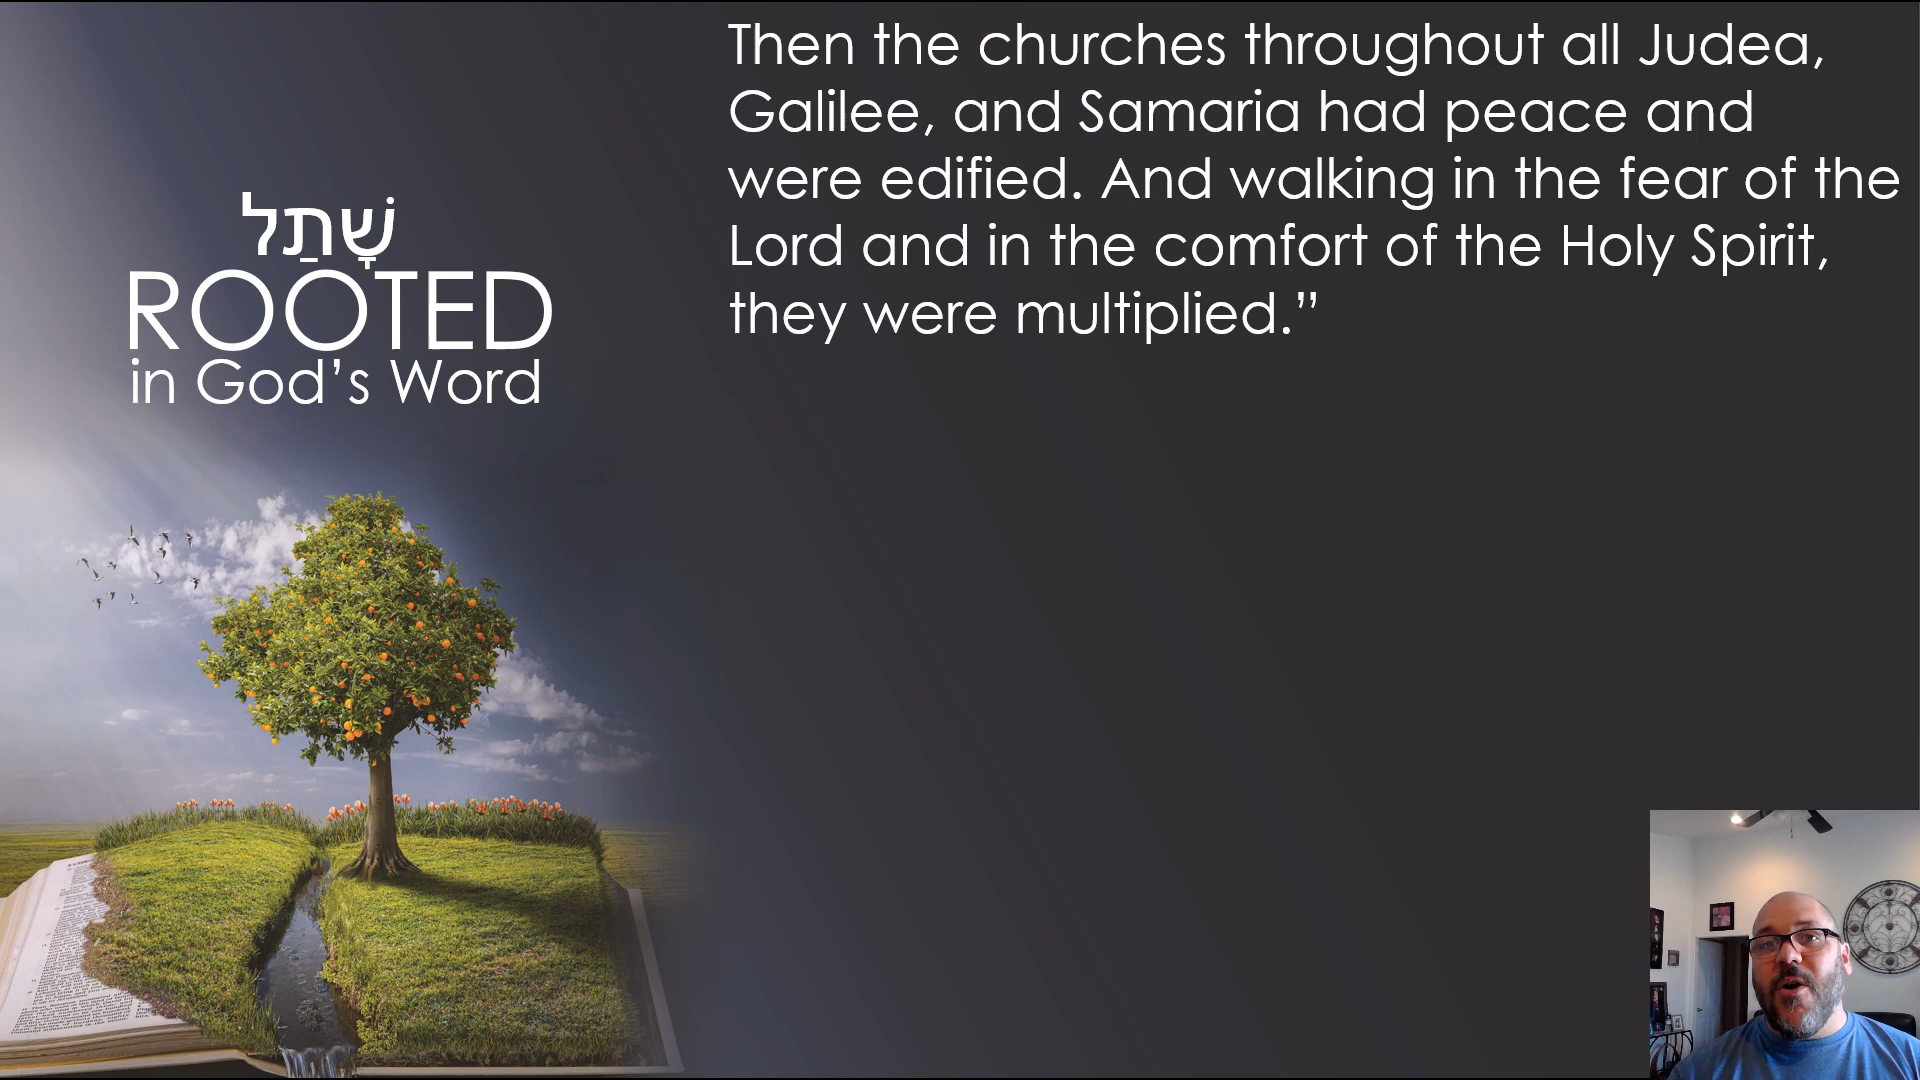 שָׁתַל
ROOTED
in God’s Word
Then the churches throughout all Judea,
Galilee, and Samaria had peace and
were edified. And walking in the fear of the
Lord and in the comfort of the Holy Spirit,
they were multiplied.”